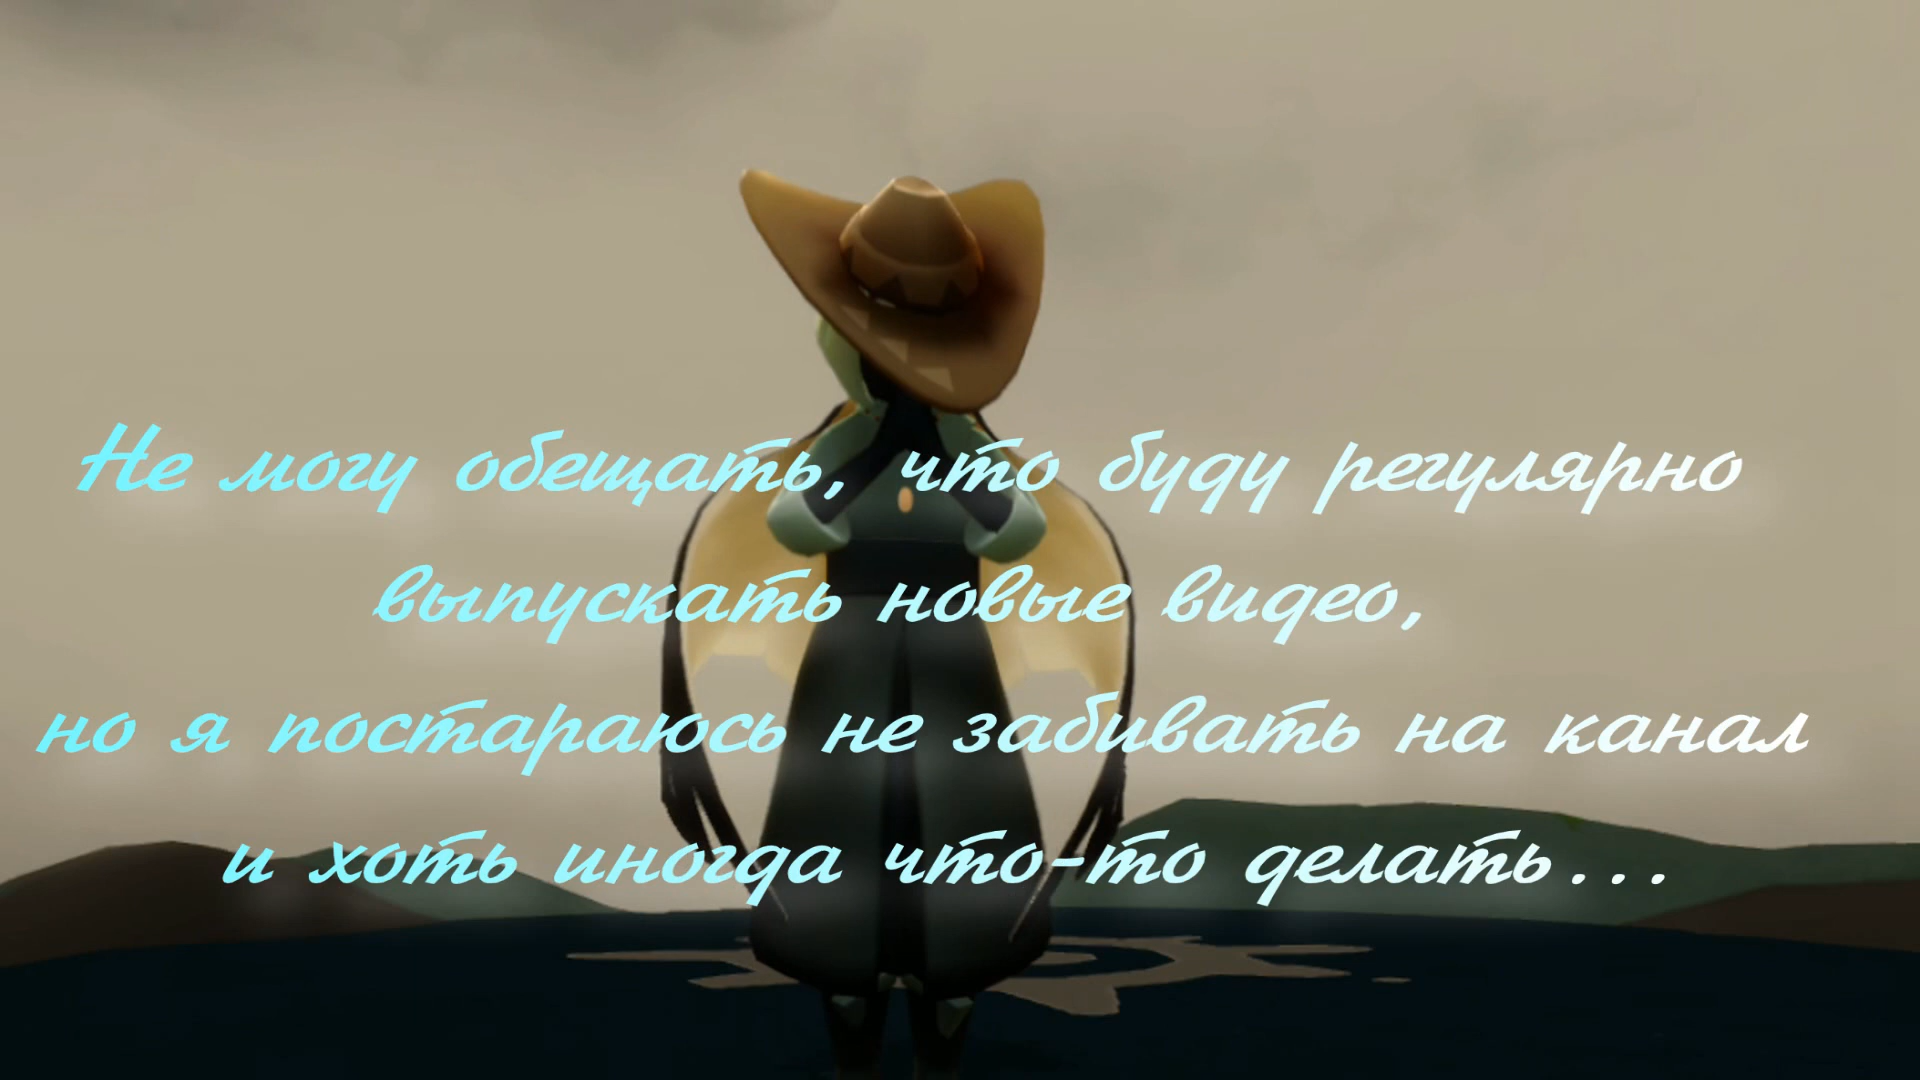 Не могу обещать, что буду регулярно
выпускать новые видео,
но я постараюсь не забивать на канал
и хоть иногда что-то делать...